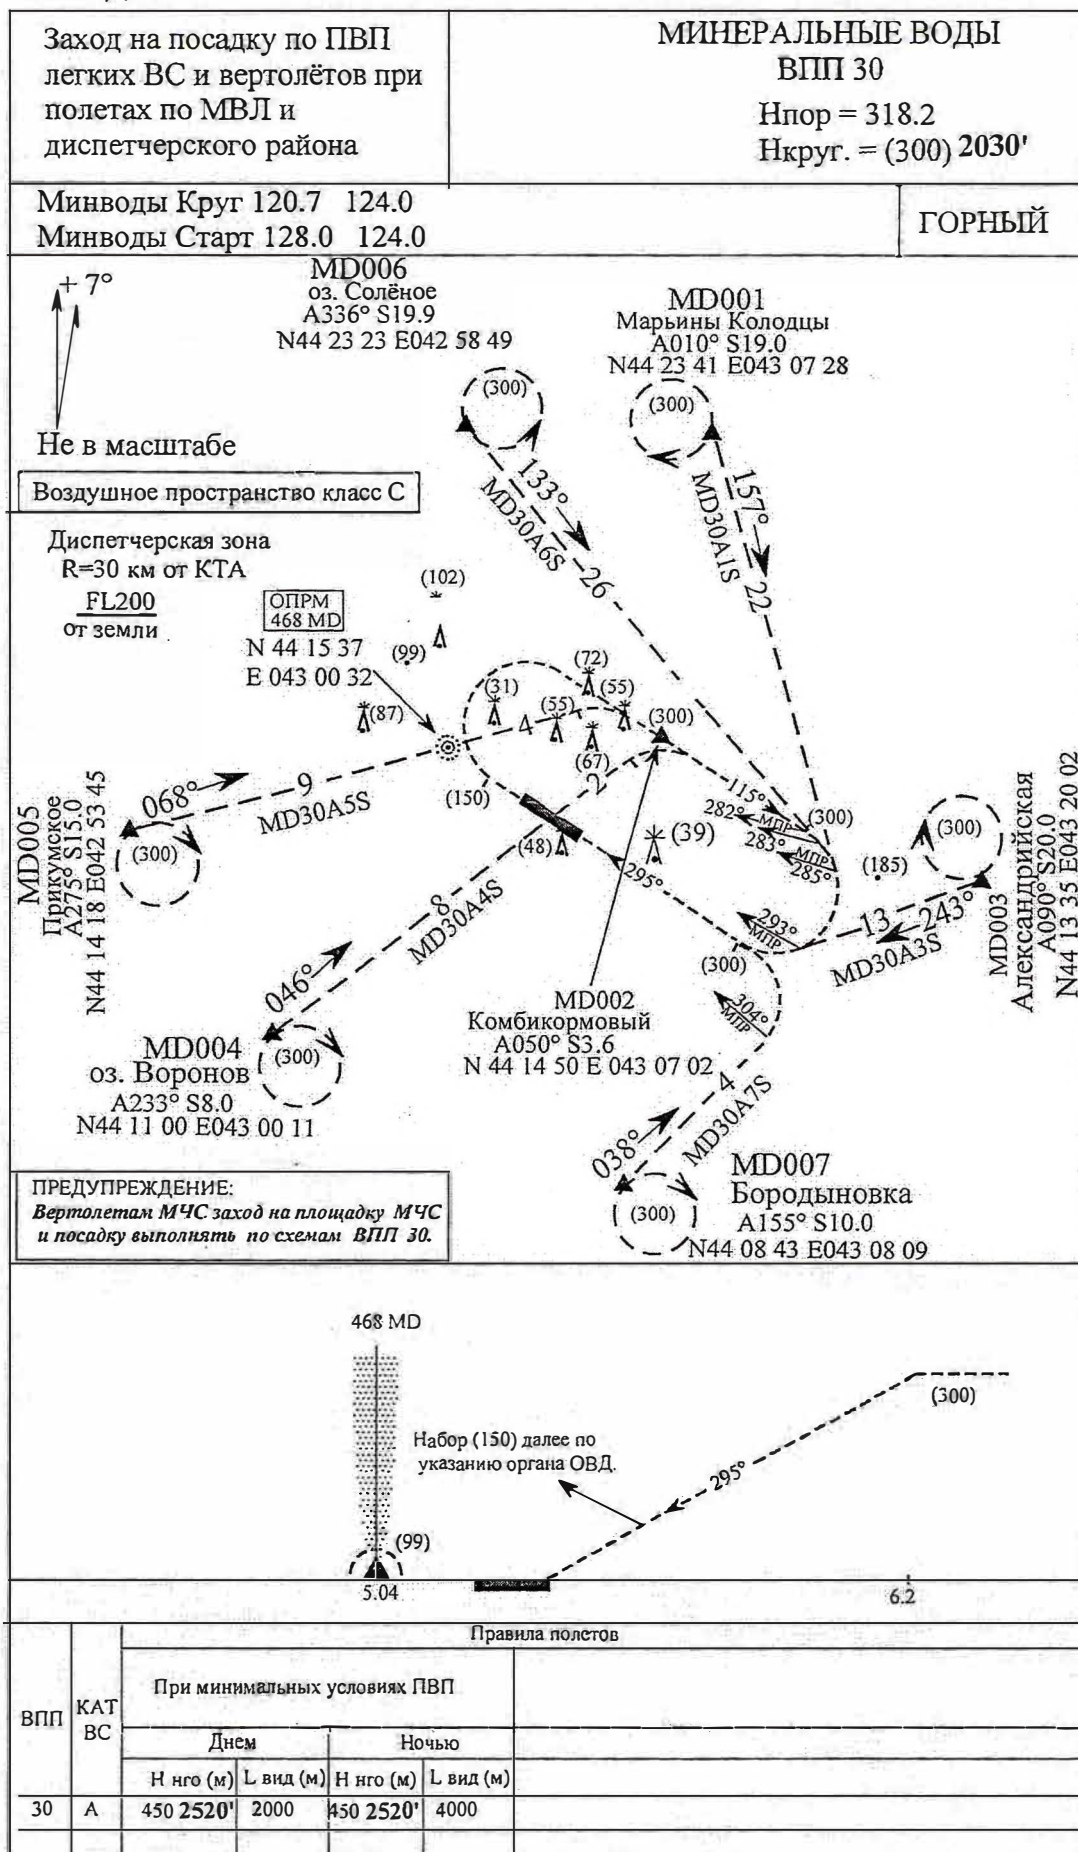 Заход на посадку по ПВП
легких ВС и вертолётов при
полетах по МВЛ и
диспетчерского района
МИНЕРАЛЬНЫЕ ВОДЫ
ВПП 30
Нпор = 318.2
Нкруг. = (300) 2030'
Минводы Круг 120.7 124.0
Минводы Старт 128.0 124.0
ГОРНЫЙ
+ 7°
Не в масштабе
Воздушное пространство класс С
Диспетчерская зона
R=30 км от КТА
FL200
от земли
MD006
оз. Солёное
А336° S19.9
N44 23 23 E042 58 49
(300)
MD001
Марьины Колодцы
А010° S19.0
N44 23 41 E043 07 28
(300)
133°
MD30A6S
26
157°
MD30A1S
22
(102)
ОПРМ
468 MD
N 44 15 37
E 043 00 32
(99)
(87)
(31)
(72)
(55)
(55)
(67)
(300)
4
2
9
068°
MD30A5S
(150)
(48)
(39)
115°
282°
МПР
283°
МПР
285°
(300)
(185)
295°
293°
МПР
(300)
304°
МПР
13
243°
MD30A3S
(300)
MD003
Александрийская
А090° S20.0
N44 13 35 E043 20 02
MD005
Прикумское
А275° S15.0
N44 14 18 E042 53 45
(300)
8
MD30A4S
046°
MD004
оз. Воронов
А233° S8.0
N44 11 00 E043 00 11
(300)
MD002
Комбикормовый
А050° S3.6
N 44 14 50 E 043 07 02
4
MD30A7S
038°
(300)
MD007
Бородыновка
А155° S10.0
N44 08 43 E043 08 09
ПРЕДУПРЕЖДЕНИЕ:
Вертолетам МЧС заход на площадку МЧС
и посадку выполнять по схемам ВПП 30.
468 MD
(300)
Набор (150) далее по
указанию органа ОВД.
295°
(99)
5.04
6.2
Правила полетов
ВПП
КАТ
ВС
При минимальных условиях ПВП
Днем
Ночью
Н нго (м) L вид (м) Н нго (м) L вид (м)
30 А 450 2520' 2000 450 2520' 4000